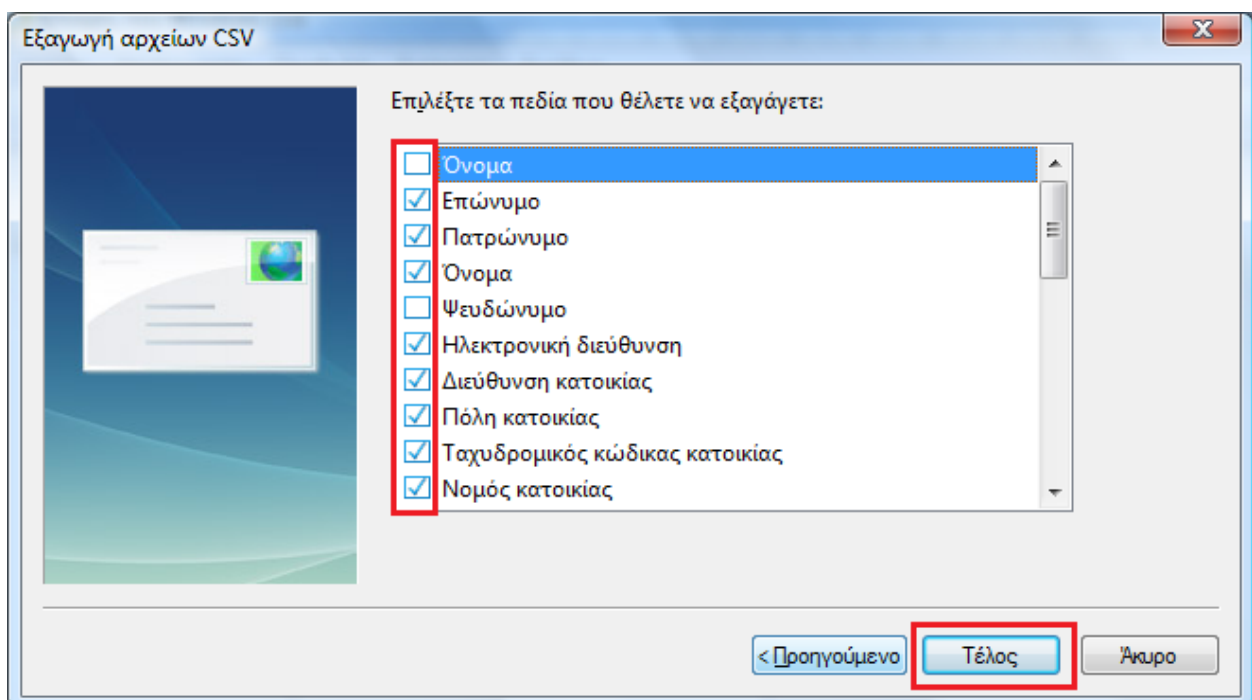 Εξαγωγή αρχείων CSV
Επιλέξτε τα πεδία που θέλετε να εξαγάγετε:
Όνομα
Επώνυμο
Πατρώνυμο
Όνομα
Ψευδώνυμο
Ηλεκτρονική διεύθυνση
Διεύθυνση κατοικίας
Πόλη κατοικίας
Ταχυδρομικός κώδικας κατοικίας
Νομός κατοικίας
< Προηγούμενο Τέλος Άκυρο